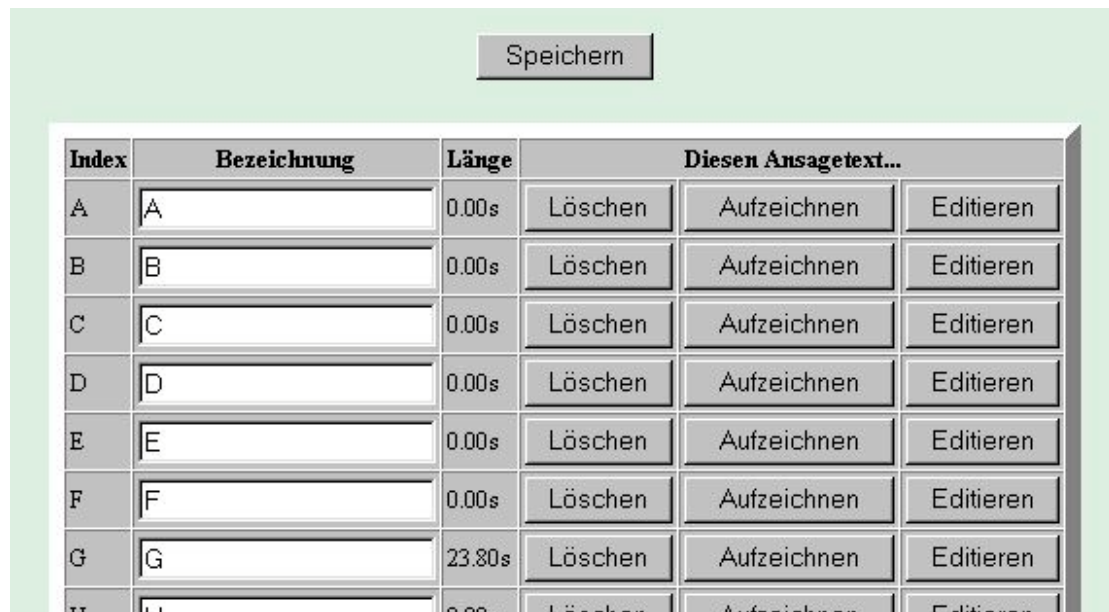 Speichern
Index Bezeichnung Länge Diesen Ansagetext...
A A 0.00s Löschen Aufzeichnen Editieren
B B 0.00s Löschen Aufzeichnen Editieren
C C 0.00s Löschen Aufzeichnen Editieren
D D 0.00s Löschen Aufzeichnen Editieren
E E 0.00s Löschen Aufzeichnen Editieren
F F 0.00s Löschen Aufzeichnen Editieren
G G 23.80s Löschen Aufzeichnen Editieren